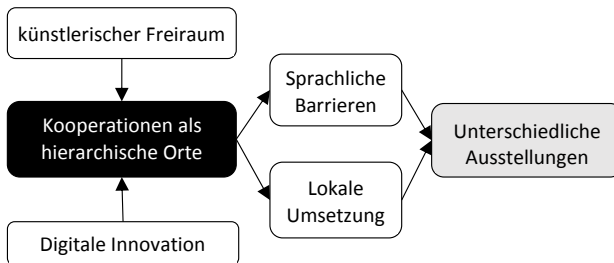 künstlerischer Freiraum
Kooperationen als
hierarchische Orte
Digitale Innovation
Sprachliche
Barrieren
Lokale
Umsetzung
Unterschiedliche
Ausstellungen